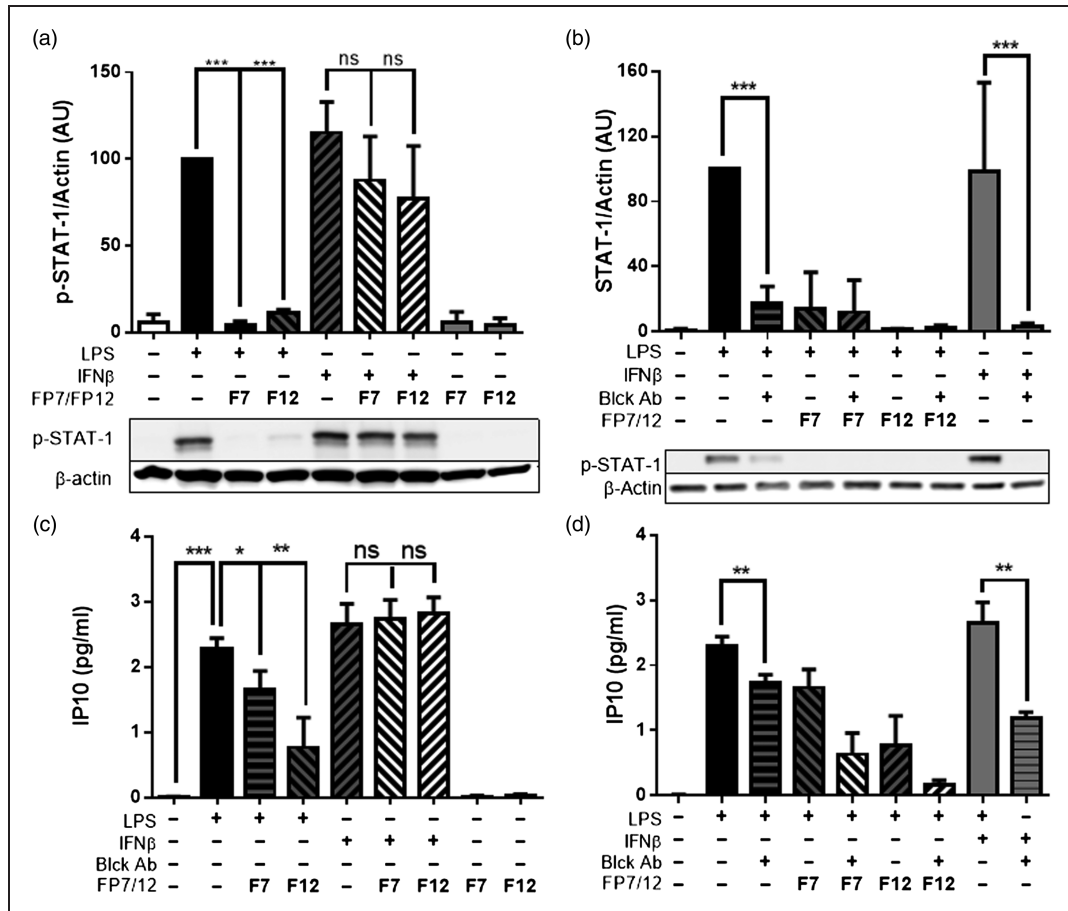 (a)
*** ***
ns ns
150
100
50
0
p-STAT-1/Actin (AU)
LPS – + + + – – – – –
IFNβ – – – – + + + – –
FP7/FP12 – – F7 F12 – F7 F12 F7 F12
p-STAT-1
β-actin
(b)
***
***
160
120
80
40
0
STAT-1/Actin (AU)
LPS – + + + + + + – –
IFNβ – – – – – – – + +
Blck Ab – – + – + – + – +
FP7/12 – – – F7 F7 F12 F12 – –
p-STAT-1
β-Actin
(c)
*** * **
ns ns
4
3
2
1
0
IP10 (pg/ml)
LPS – + + + – – – – –
IFNβ – – – – + + + – –
Blck Ab – – – – – – – – –
FP7/12 – – F7 F12 – F7 F12 F7 F12
(d)
**
**
4
3
2
1
0
IP10 (pg/ml)
LPS – + + + + + + + –
IFNβ – – – – – – – + +
Blck Ab – – + – + – + – +
FP7/12 – – – F7 F7 F12 F12 – –